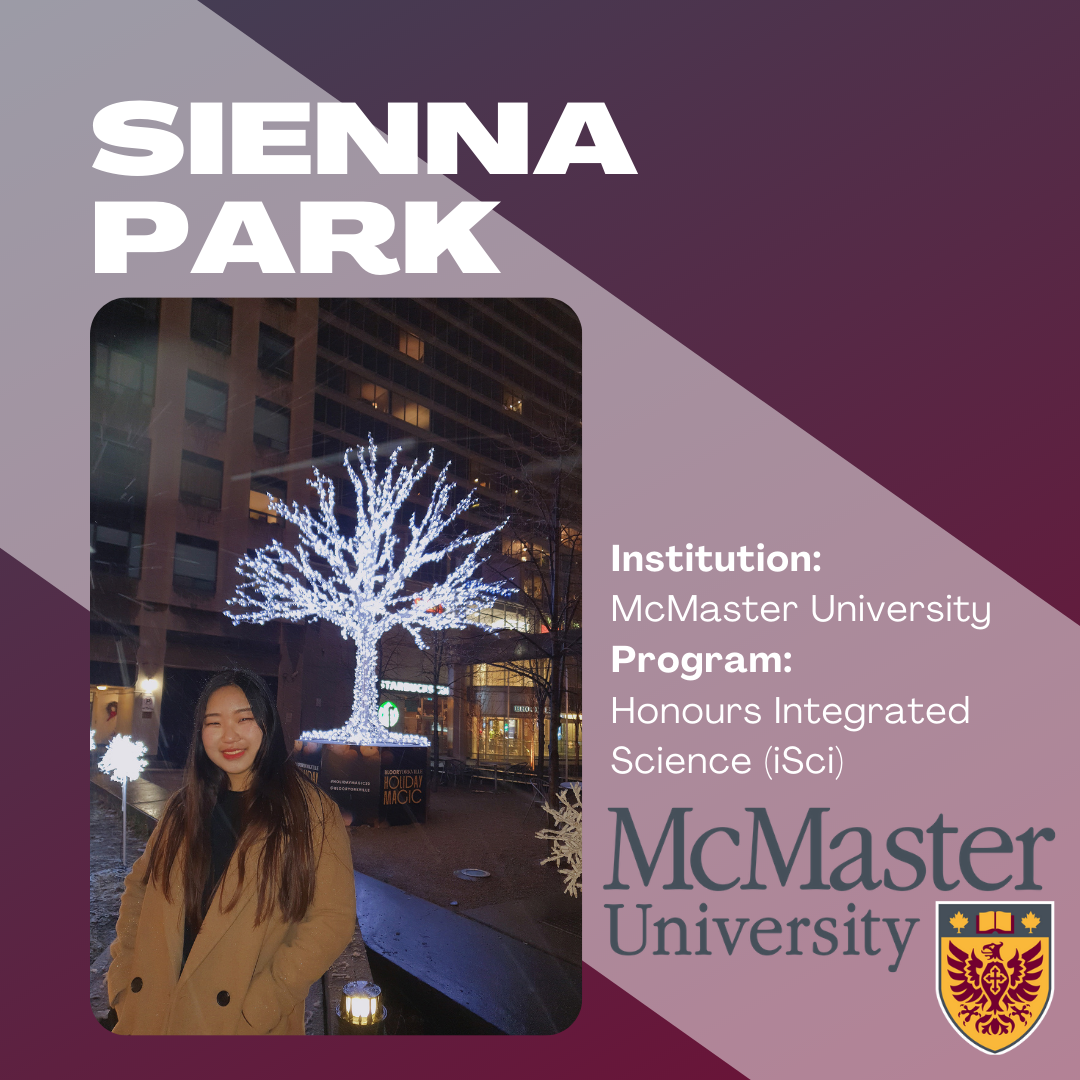 SIENNA
PARK
STARBUCKS
HOLIDAY
MAGIC
Institution:
McMaster University
Program:
Honours Integrated
Science (iSci)
McMaster
University